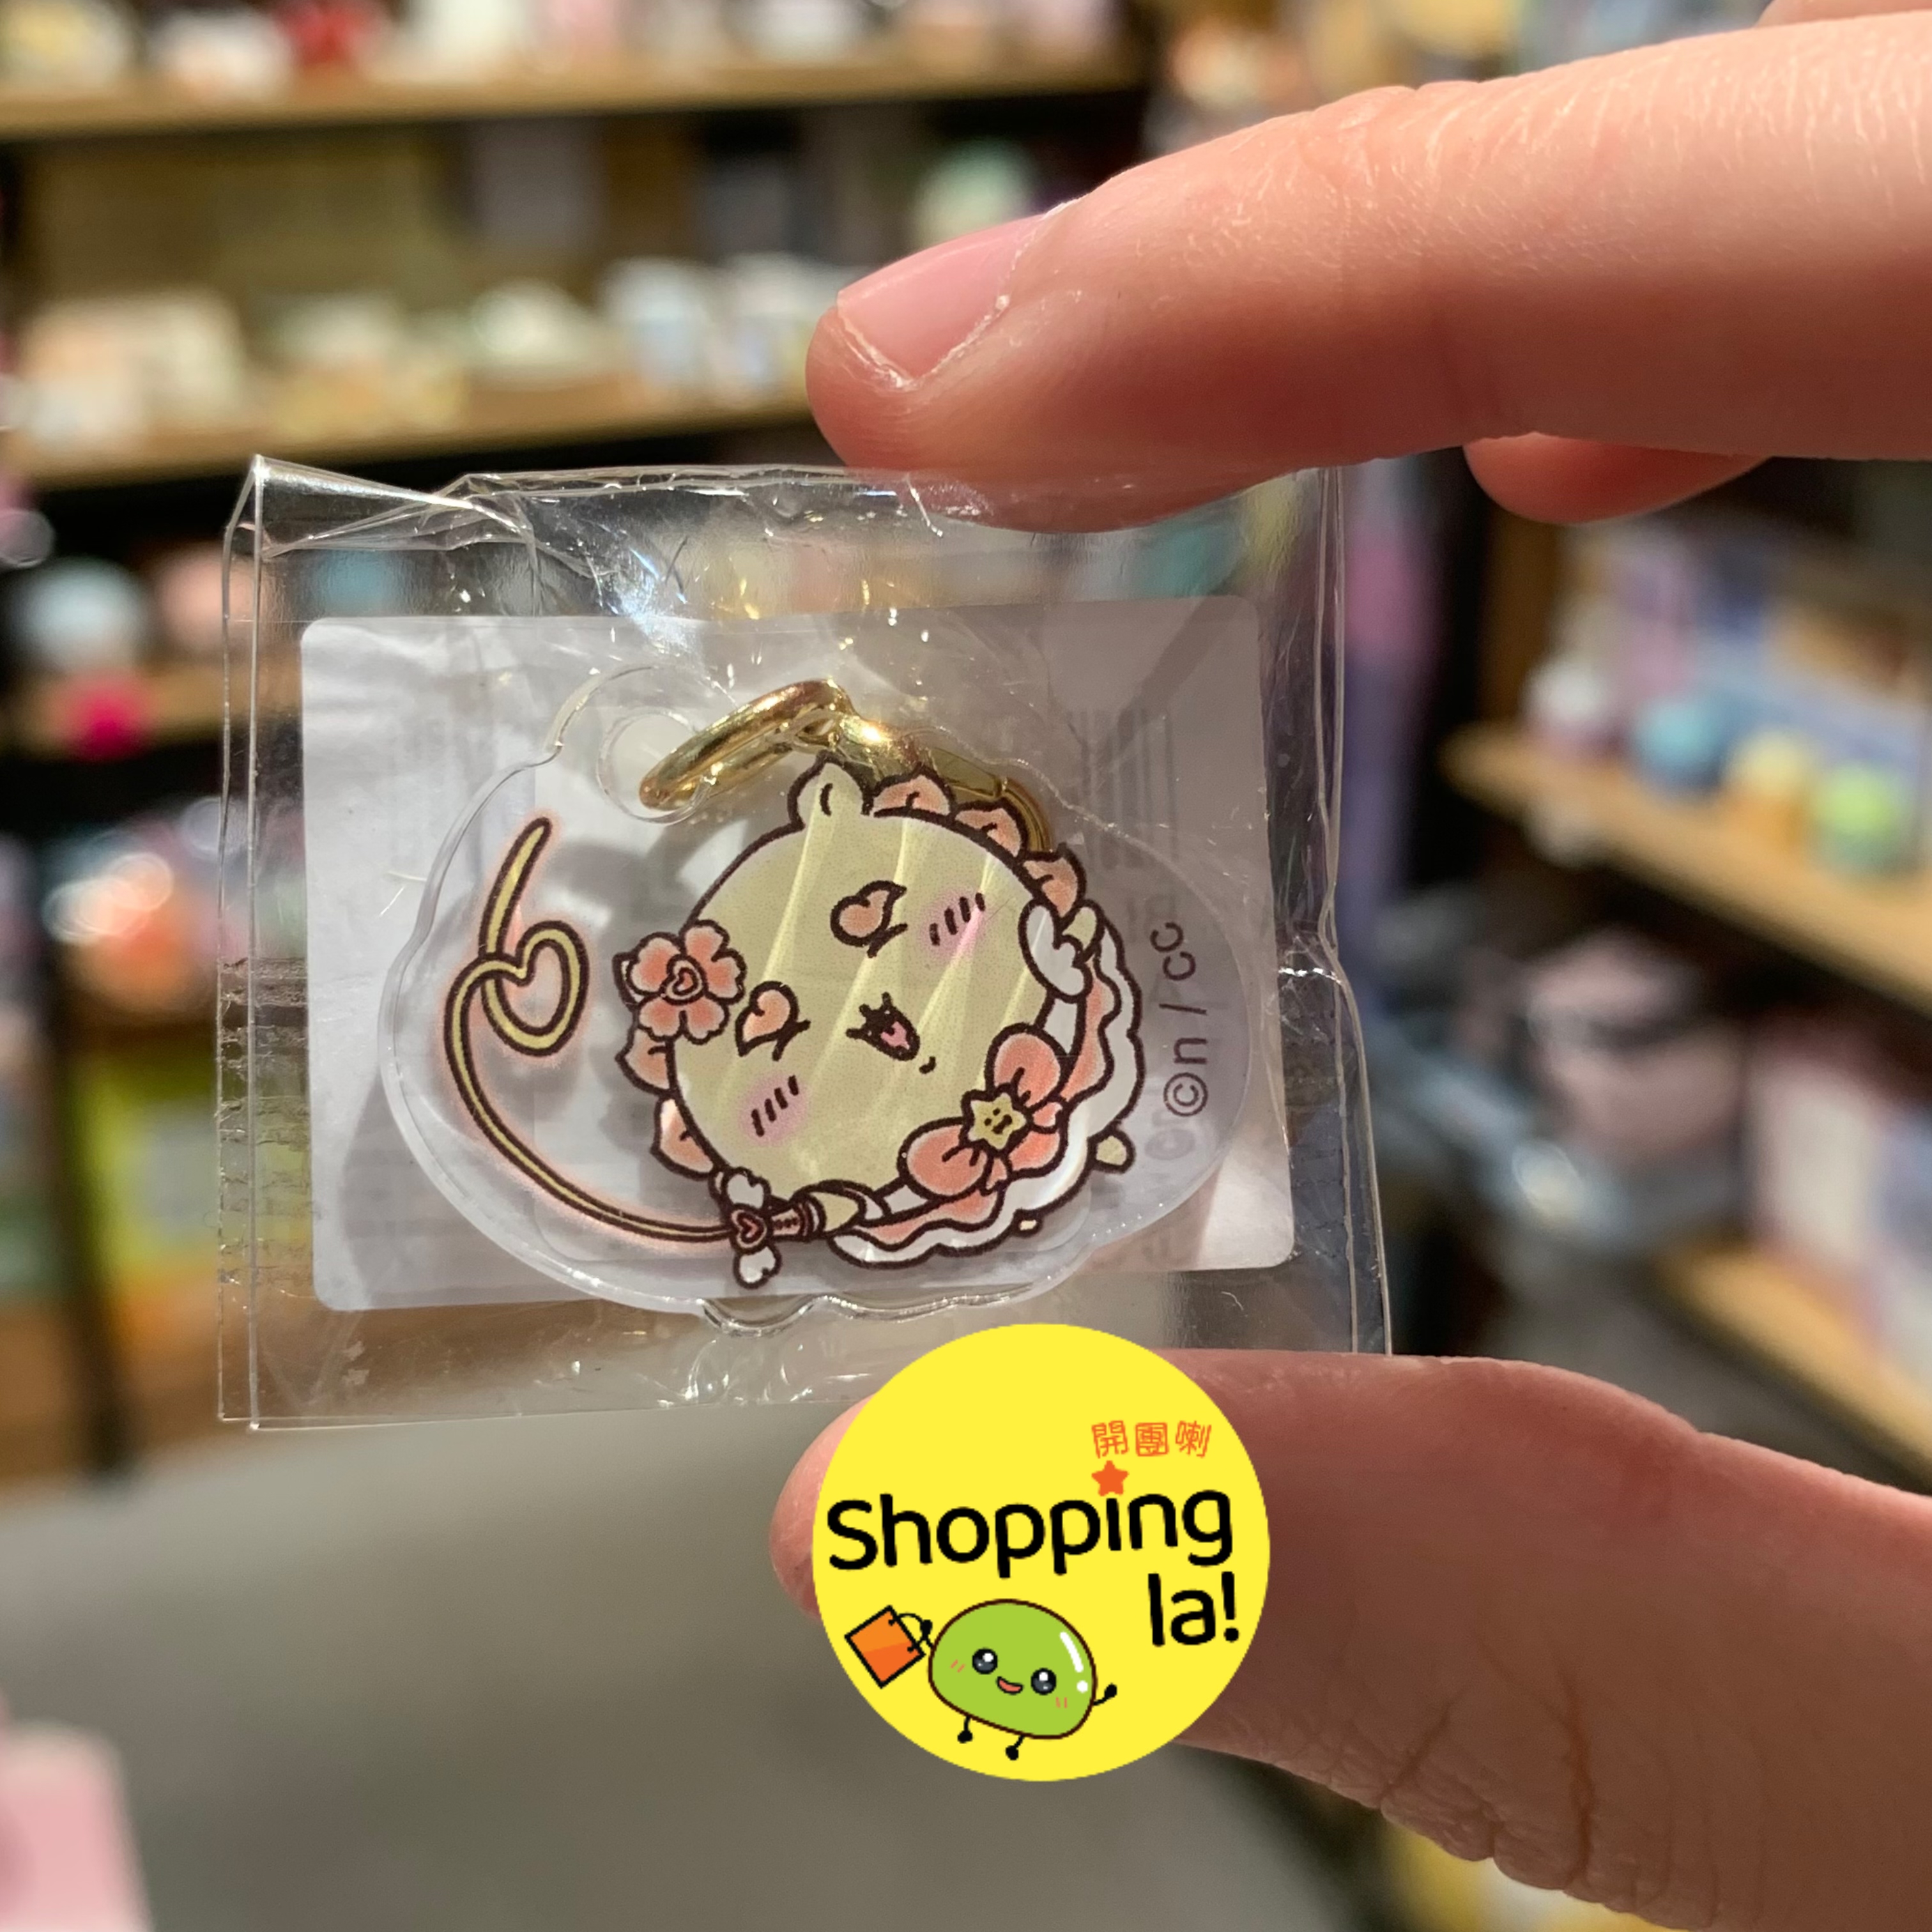 ©n / cc
開團喇
Shopping
la!